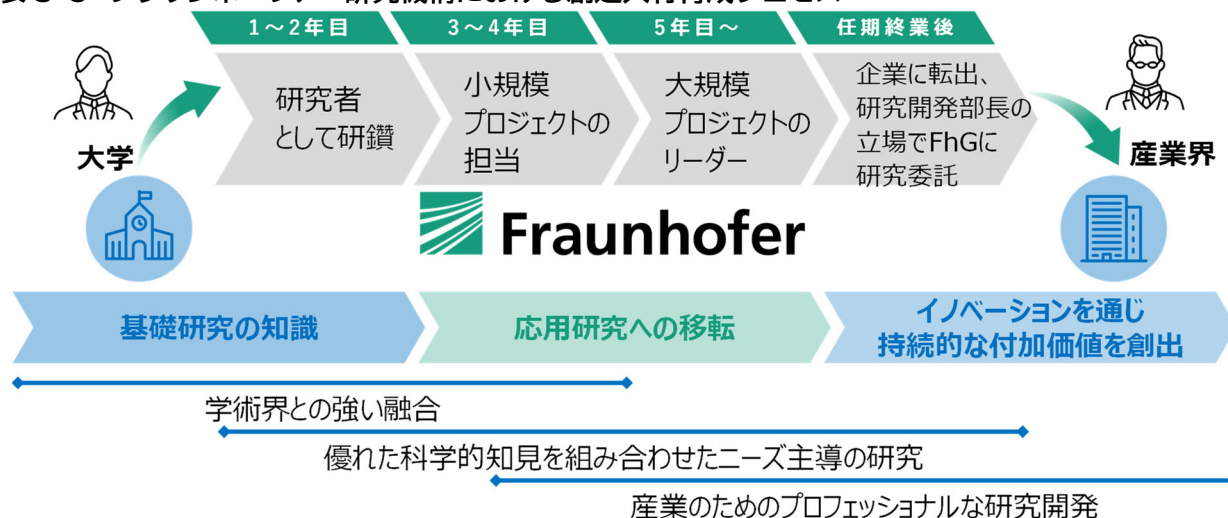 1～2年目
3～4年目
5年目～
任期終業後
研究者
として研鑽
小規模
プロジェクトの
担当
大規模
プロジェクトの
リーダー
企業に転出、
研究開発部長の
立場でFhGに
研究委託
大学
産業界
Fraunhofer
基礎研究の知識
応用研究への移転
イノベーションを通じ
持続的な付加価値を創出
学術界との強い融合
優れた科学的知見を組み合わせたニーズ主導の研究
産業のためのプロフェッショナルな研究開発